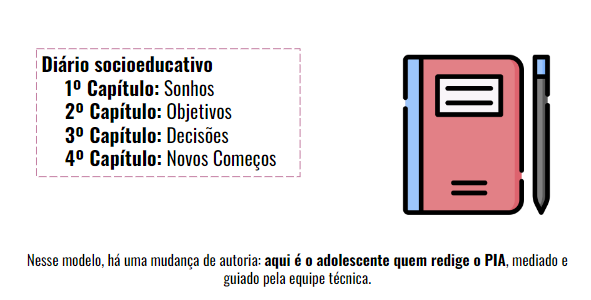 Diário socioeducativo
1º Capítulo: Sonhos
2º Capítulo: Objetivos
3º Capítulo: Decisões
4º Capítulo: Novos Começos
Nesse modelo, há uma mudança de autoria: aqui é o adolescente quem redige o PIA, mediado e
guiado pela equipe técnica.